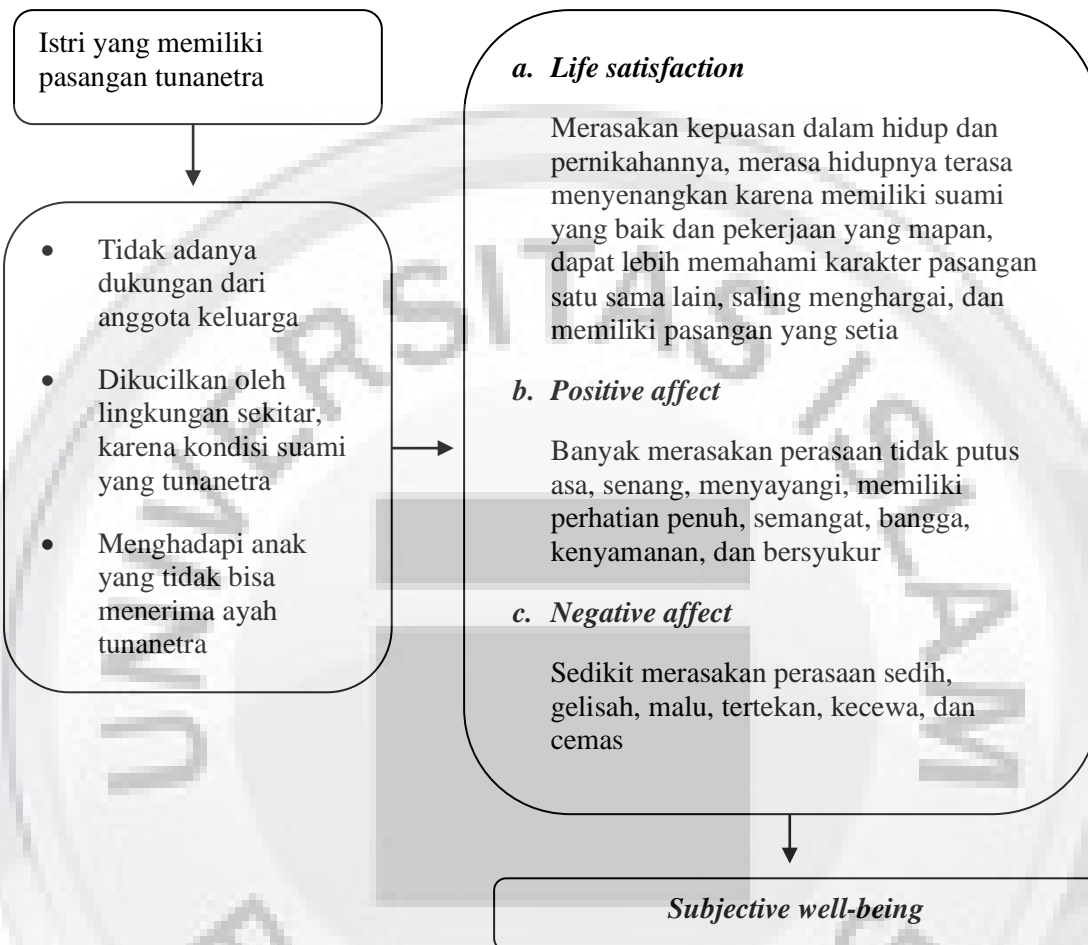 Istri yang memiliki
pasangan tunanetra
• Tidak adanya
dukungan dari
anggota keluarga
• Dikucilkan oleh
lingkungan sekitar,
karena kondisi suami
yang tunanetra
• Menghadapi anak
yang tidak bisa
menerima ayah
tunanetra
a. Life satisfaction
Merasakan kepuasan dalam hidup dan
pernikahannya, merasa hidupnya terasa
menyenangkan karena memiliki suami
yang baik dan pekerjaan yang mapan,
dapat lebih memahami karakter pasangan
satu sama lain, saling menghargai, dan
memiliki pasangan yang setia
b. Positive affect
Banyak merasakan perasaan tidak putus
asa, senang, menyayangi, memiliki
perhatian penuh, semangat, bangga,
kenyamanan, dan bersyukur
c. Negative affect
Sedikit merasakan perasaan sedih,
gelisah, malu, tertekan, kecewa, dan
cemas
Subjective well-being
UNIVERSITAS ISLAM